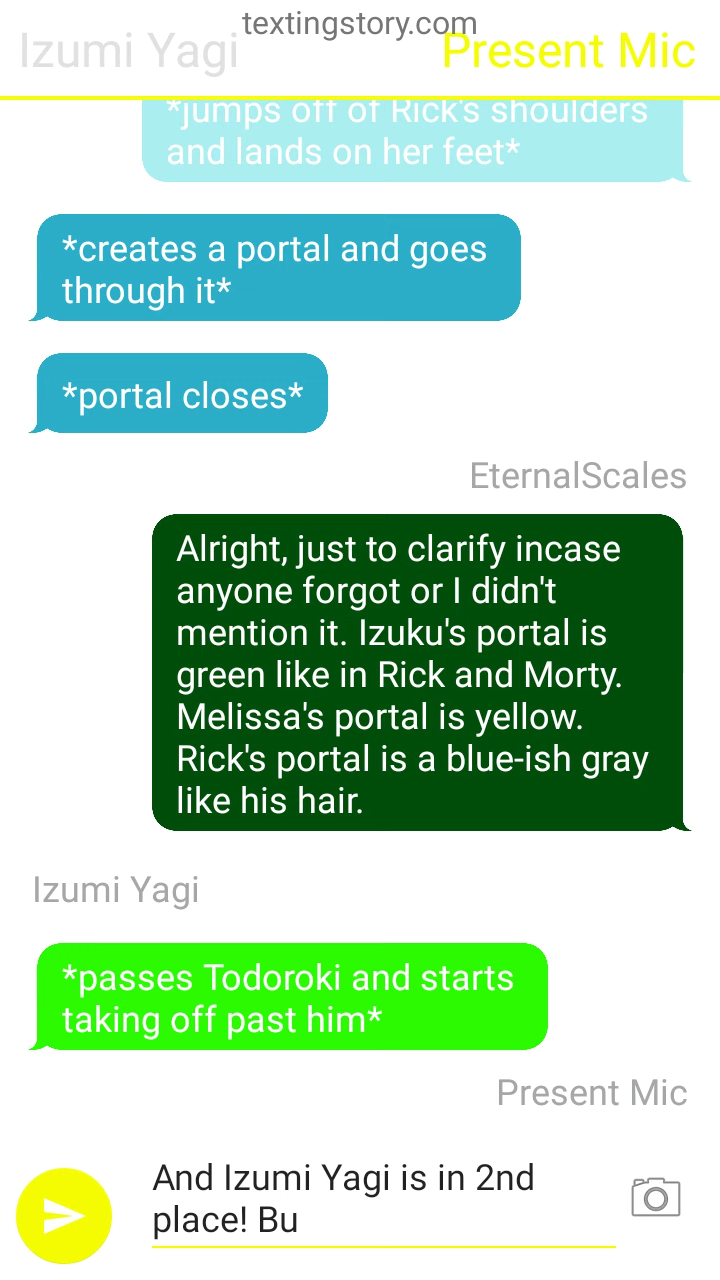 textingstory.com
Izumi Yagi
Present Mic
*jumps off of Rick's shoulders
and lands on her feet*
*creates a portal and goes
through it*
*portal closes*
EternalScales
Alright, just to clarify incase
anyone forgot or I didn't
mention it. Izuku's portal is
green like in Rick and Morty.
Melissa's portal is yellow.
Rick's portal is a blue-ish gray
like his hair.
Izumi Yagi
*passes Todoroki and starts
taking off past him*
Present Mic
And Izumi Yagi is in 2nd
place! Bu